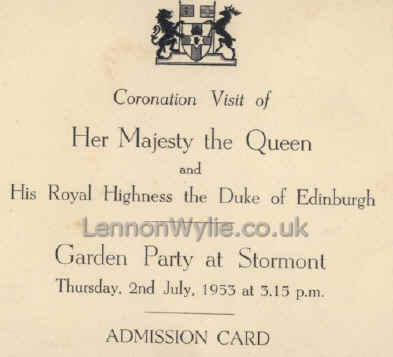 Coronation Visit of
Her Majesty the Queen
and
His Royal Highness the Duke of Edinburgh
LennonWylie.co.uk
Garden Party at Stormont
Thursday, 2nd July, 1953 at 3.15 p.m.
ADMISSION CARD